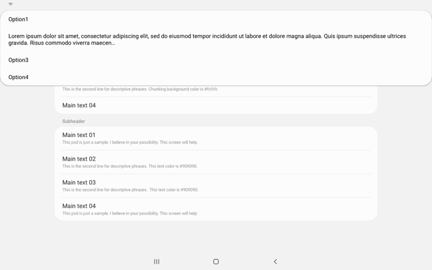 Option1
Lorem ipsum dolor sit amet, consectetur adipiscing elit, sed do eiusmod tempor incididunt ut labore et dolore magna aliqua. Quis ipsum suspendisse ultrices
gravida. Risus commodo viverra maecen...
Option3
Option4
This is the second line for descriptive phrases. Chunking background color is #fcfcfc.
Main text 04
Subheader
Main text 01
This psd is just a sample. I believe in your possibility. This screen will help.
Main text 02
This is the second line for descriptive phrases. This text color is #909090.
Main text 03
This is the second line for descriptive phrases. This text color is #909090.
Main text 04
This psd is just a sample. I believe in your possibility. This screen will help.